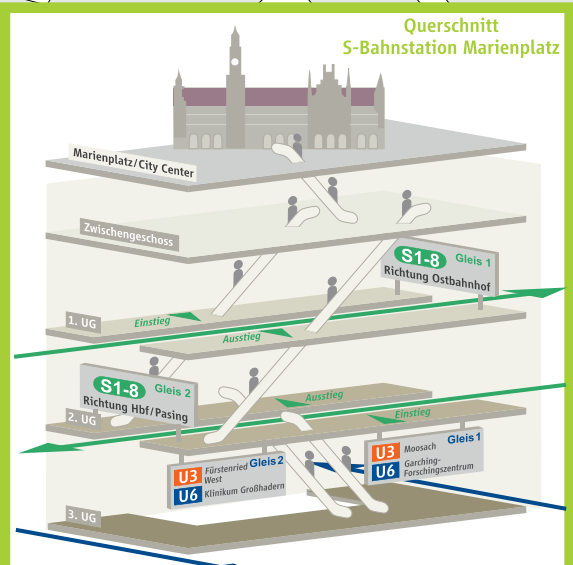 Querschnitt
S-Bahnstation Marienplatz
Marienplatz/City Center
Zwischengeschoss
S1-8 Gleis 1
Richtung Ostbahnhof
1. UG
Einstieg
Ausstieg
S1-8 Gleis 2
Richtung Hbf/Pasing
2. UG
Ausstieg
Einstieg
Gleis 2
U3 Fürstenried
West
U6 Klinikum Großhadern
Gleis 1
U3 Moosach
U6 Garching-
Forschingszentrum
3. UG